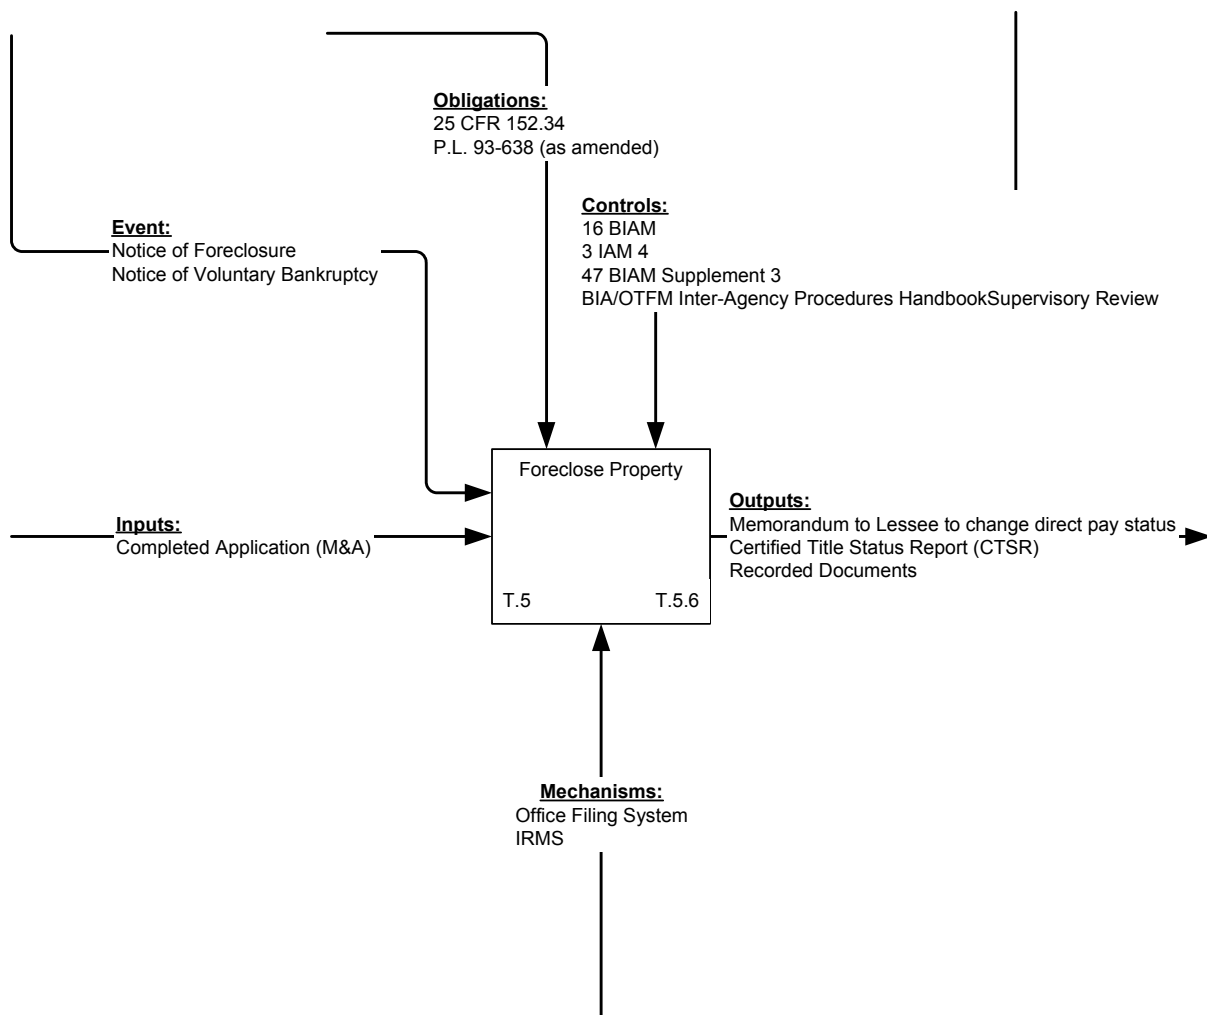 Obligations:
25 CFR 152.34
P.L. 93-638 (as amended)
Controls:
16 BIAM
3 IAM 4
47 BIAM Supplement 3
BIA/OTFM Inter-Agency Procedures HandbookSupervisory Review
Event:
Notice of Foreclosure
Notice of Voluntary Bankruptcy
Foreclose Property
T.5 T.5.6
Inputs:
Completed Application (M&A)
Outputs:
Memorandum to Lessee to change direct pay status
Certified Title Status Report (CTSR)
Recorded Documents
Mechanisms:
Office Filing System
IRMS